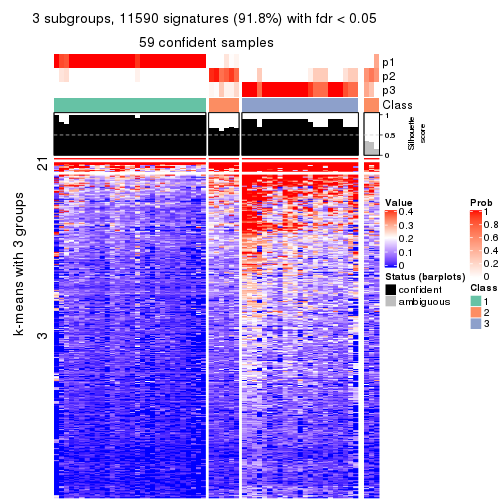 3 subgroups, 11590 signatures (91.8%) with fdr < 0.05
59 confident samples
p1
p2
p3
Class
1
0.5
0
Silhouette
score
k-means with 3 groups
21
3
Value
0.4
0.3
0.2
0.1
0
Status (barplots)
confident
ambiguous
Prob
1
0.8
0.6
0.4
0.2
0
Class
1
2
3